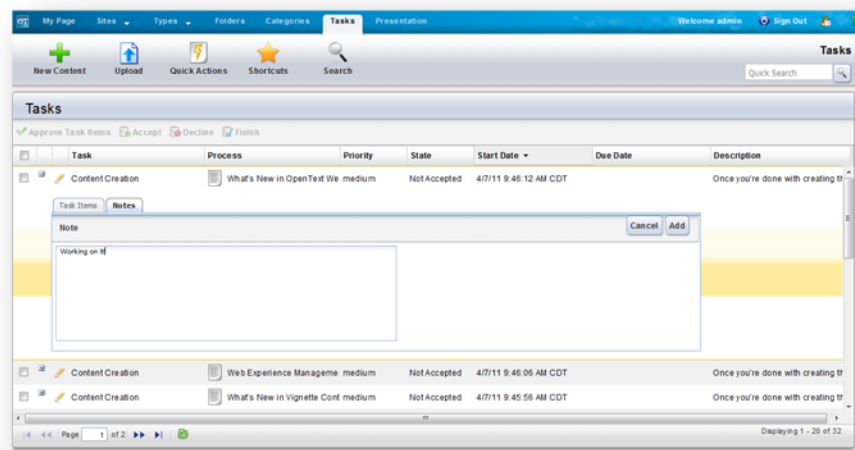 My Page Sites Types Folders Categories Tasks Presentation Welcome admin Sign Out
New Content Upload Quick Actions Shortcuts Search
Tasks
Quick Search
Tasks
Approve Task Items Accept Decline Finish
Task Process Priority State Start Date Due Date Description
Content Creation What's New in OpenText We medium Not Accepted 4/7/11 9:46:12 AM CDT Once you're done with creating th
Task Items Notes
Note Cancel Add
Working on it
Content Creation Web Experience Manageme medium Not Accepted 4/7/11 9:46:06 AM CDT Once you're done with creating th
Content Creation What's New in Vignette Cont medium Not Accepted 4/7/11 9:45:56 AM CDT Once you're done with creating th
Page 1 of 2 Displaying 1 - 20 of 32